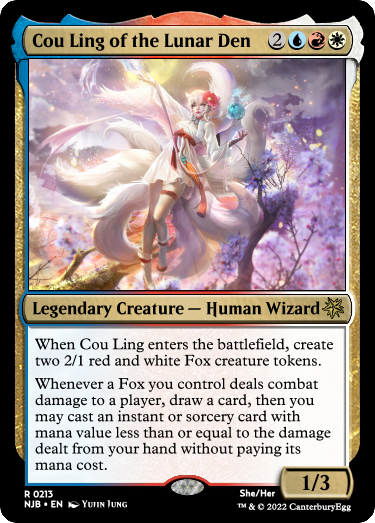 Cou Ling of the Lunar Den 2
Legendary Creature — Human Wizard
When Cou Ling enters the battlefield, create
two 2/1 red and white Fox creature tokens.
Whenever a Fox you control deals combat
damage to a player, draw a card, then you
may cast an instant or sorcery card with
mana value less than or equal to the damage
dealt from your hand without paying its
mana cost.
1/3
R 0213
NJB • EN Yujin Jung
She/Her
™ & © 2022 CanterburyEgg